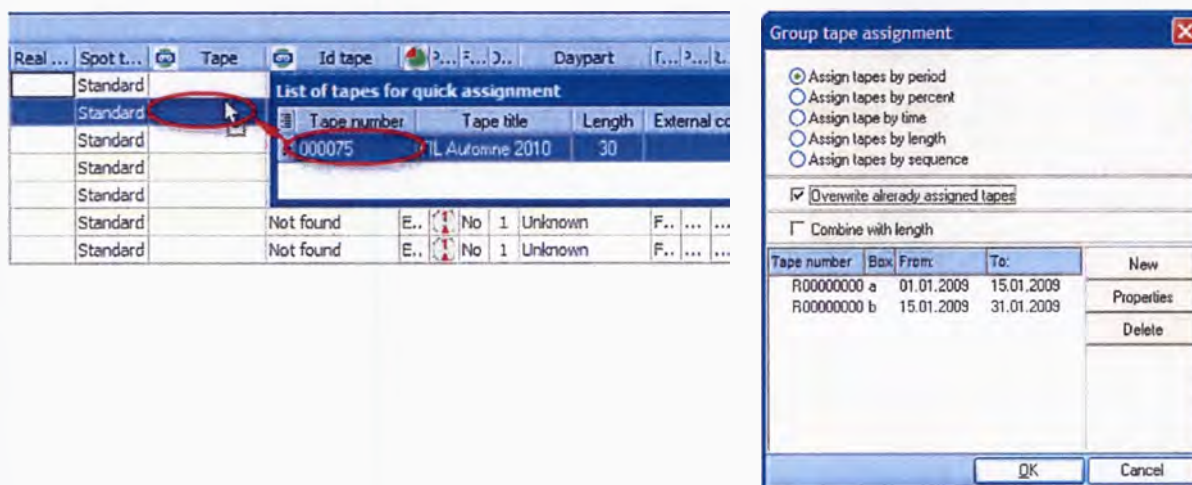 Real ... Spot t... Tape Id tape P... F... D.. Daypart T... P... R.
Standard
List of tapes for quick assignment
Standard
Tape number Tape title Length External co
Standard 000075 IL Automne 2010 30
Standard
Standard
Standard Not found E.. No 1 Unknown F.. ... ...
Standard Not found E.. No 1 Unknown F.. ... ...
Group tape assignment
Assign tapes by period
Assign tapes by percent
Assign tape by time
Assign tapes by length
Assign tapes by sequence
Overwrite alrerady assigned tapes
Combine with length
Tape number Box From: To:
R00000000 a 01.01.2009 15.01.2009
R00000000 b 15.01.2009 31.01.2009
New
Properties
Delete
OK Cancel